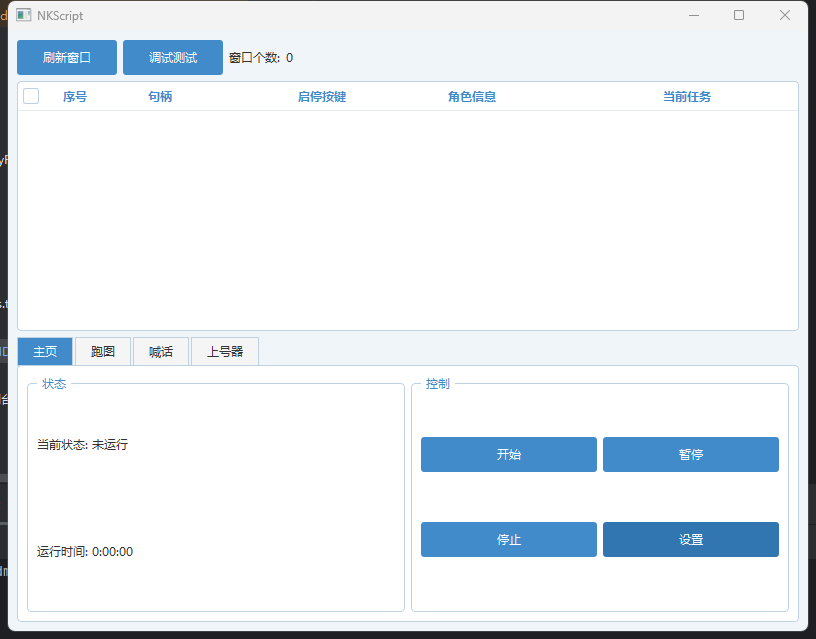 NKScript
刷新窗口 调试测试 窗口个数: 0
序号 句柄 启停按键 角色信息 当前任务
主页 跑图 喊话 上号器
状态 控制
当前状态: 未运行
开始 暂停
停止 设置
运行时间: 0:00:00